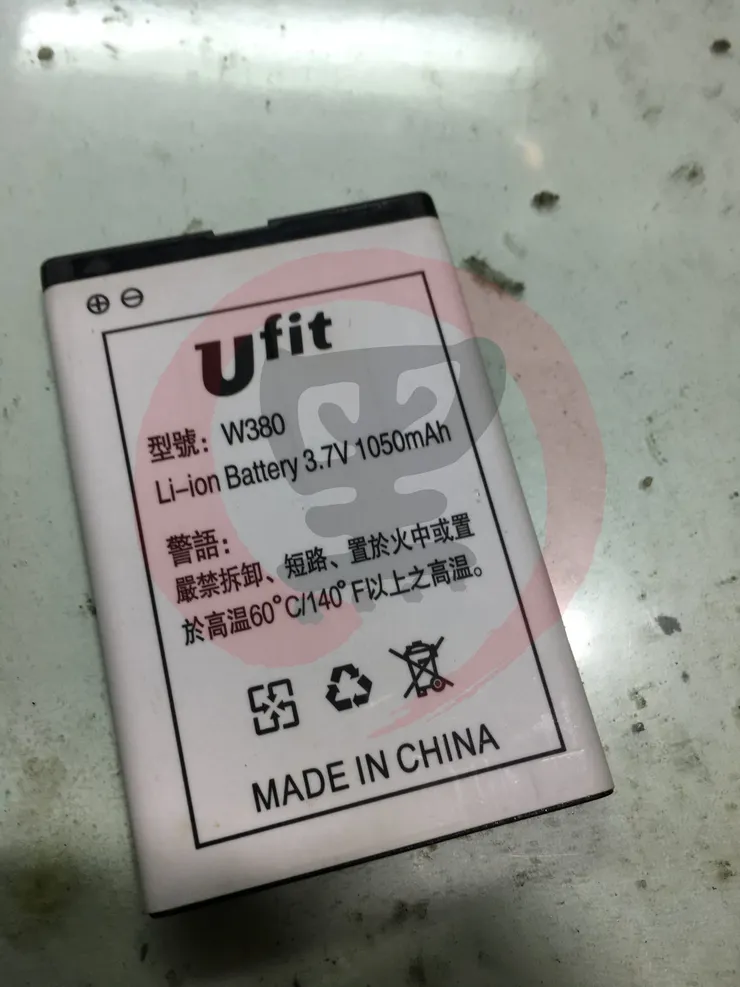 ⊕ ⊖
Ufit
型號：W380
Li-ion Battery 3.7V 1050mAh
警語：
嚴禁拆卸、短路、置於火中或置
於高温60°C/140°F以上之高温。
MADE IN CHINA
黑